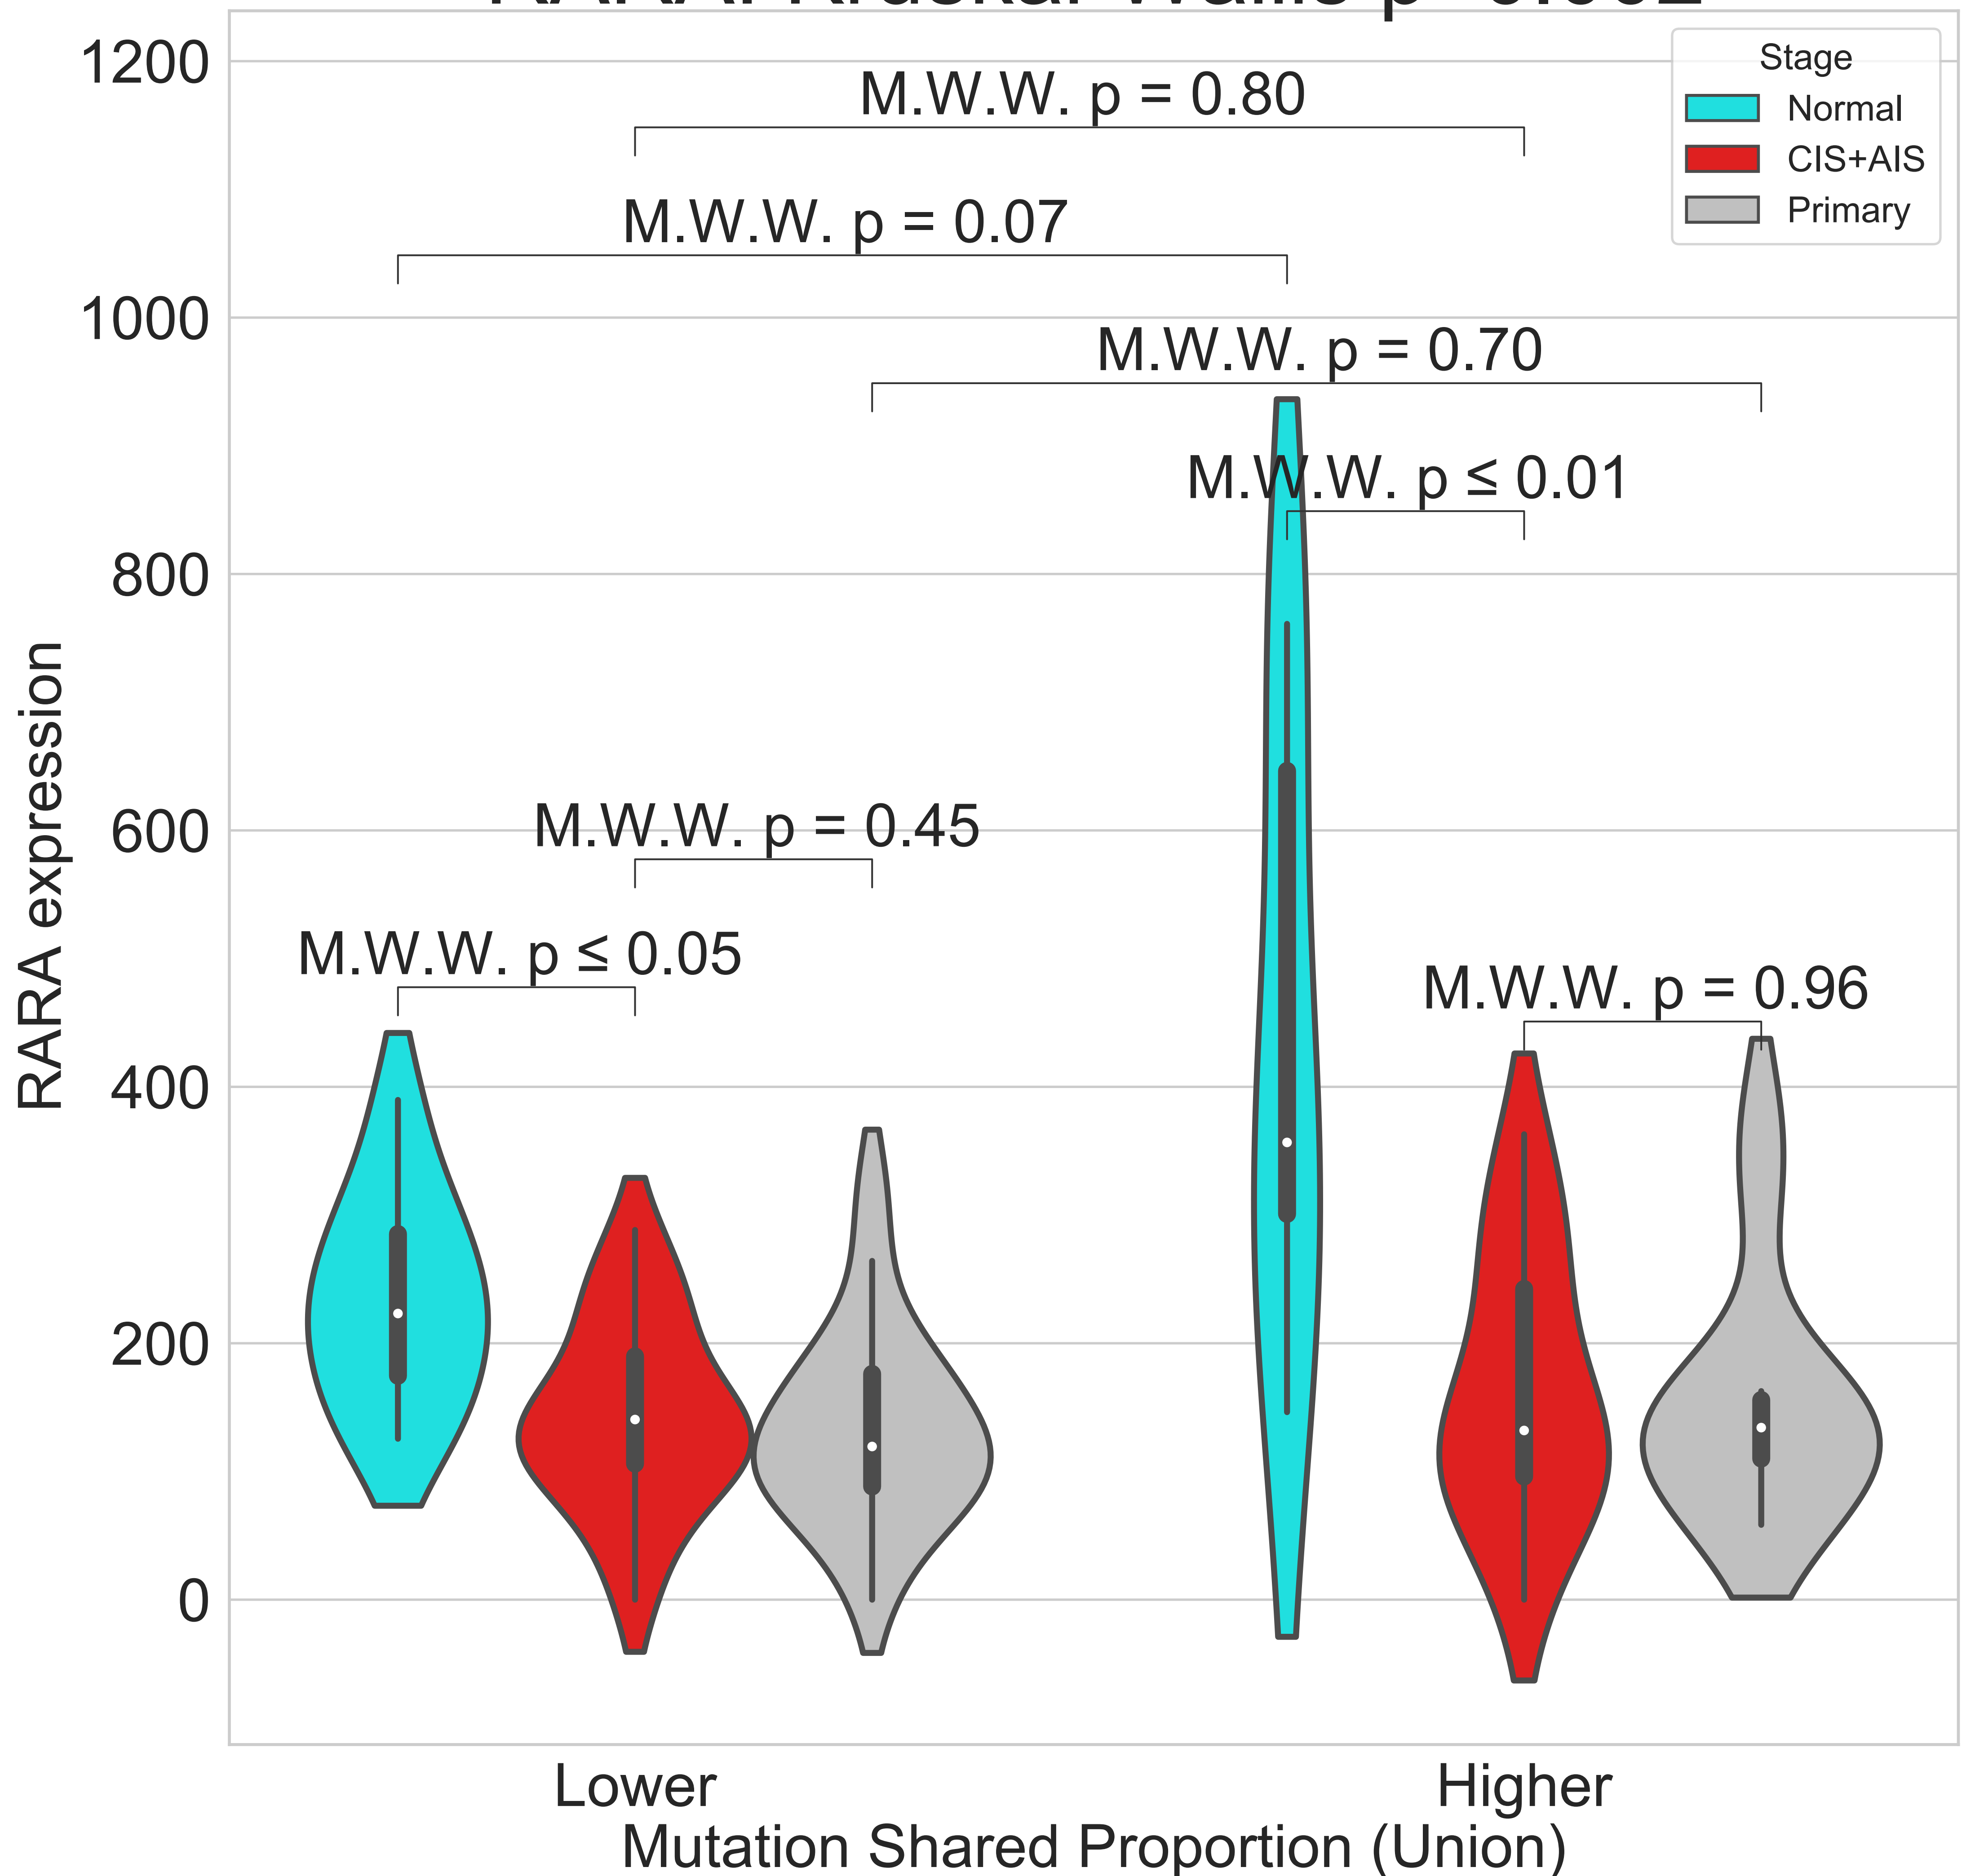 1200
1000
800
600
400
200
0
RARA expression
M.W.W. p = 0.80
M.W.W. p = 0.07
M.W.W. p = 0.70
M.W.W. p ≤ 0.01
M.W.W. p = 0.45
M.W.W. p ≤ 0.05
M.W.W. p = 0.96
Stage
Normal
CIS+AIS
Primary
Lower
Higher
Mutation Shared Proportion (Union)